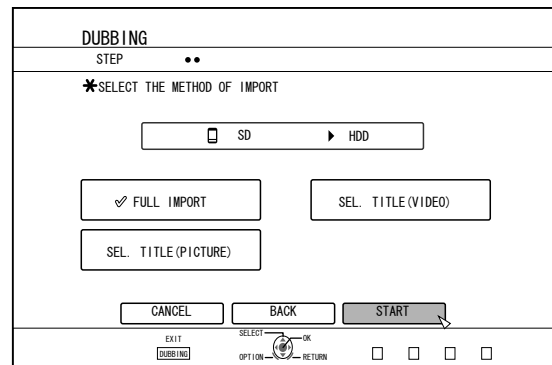 DUBBING
STEP
SELECT THE METHOD OF IMPORT
SD HDD
FULL IMPORT SEL. TITLE(VIDEO)
SEL. TITLE(PICTURE)
CANCEL BACK START
EXIT
DUBBING
SELECT OK
OPTION RETURN